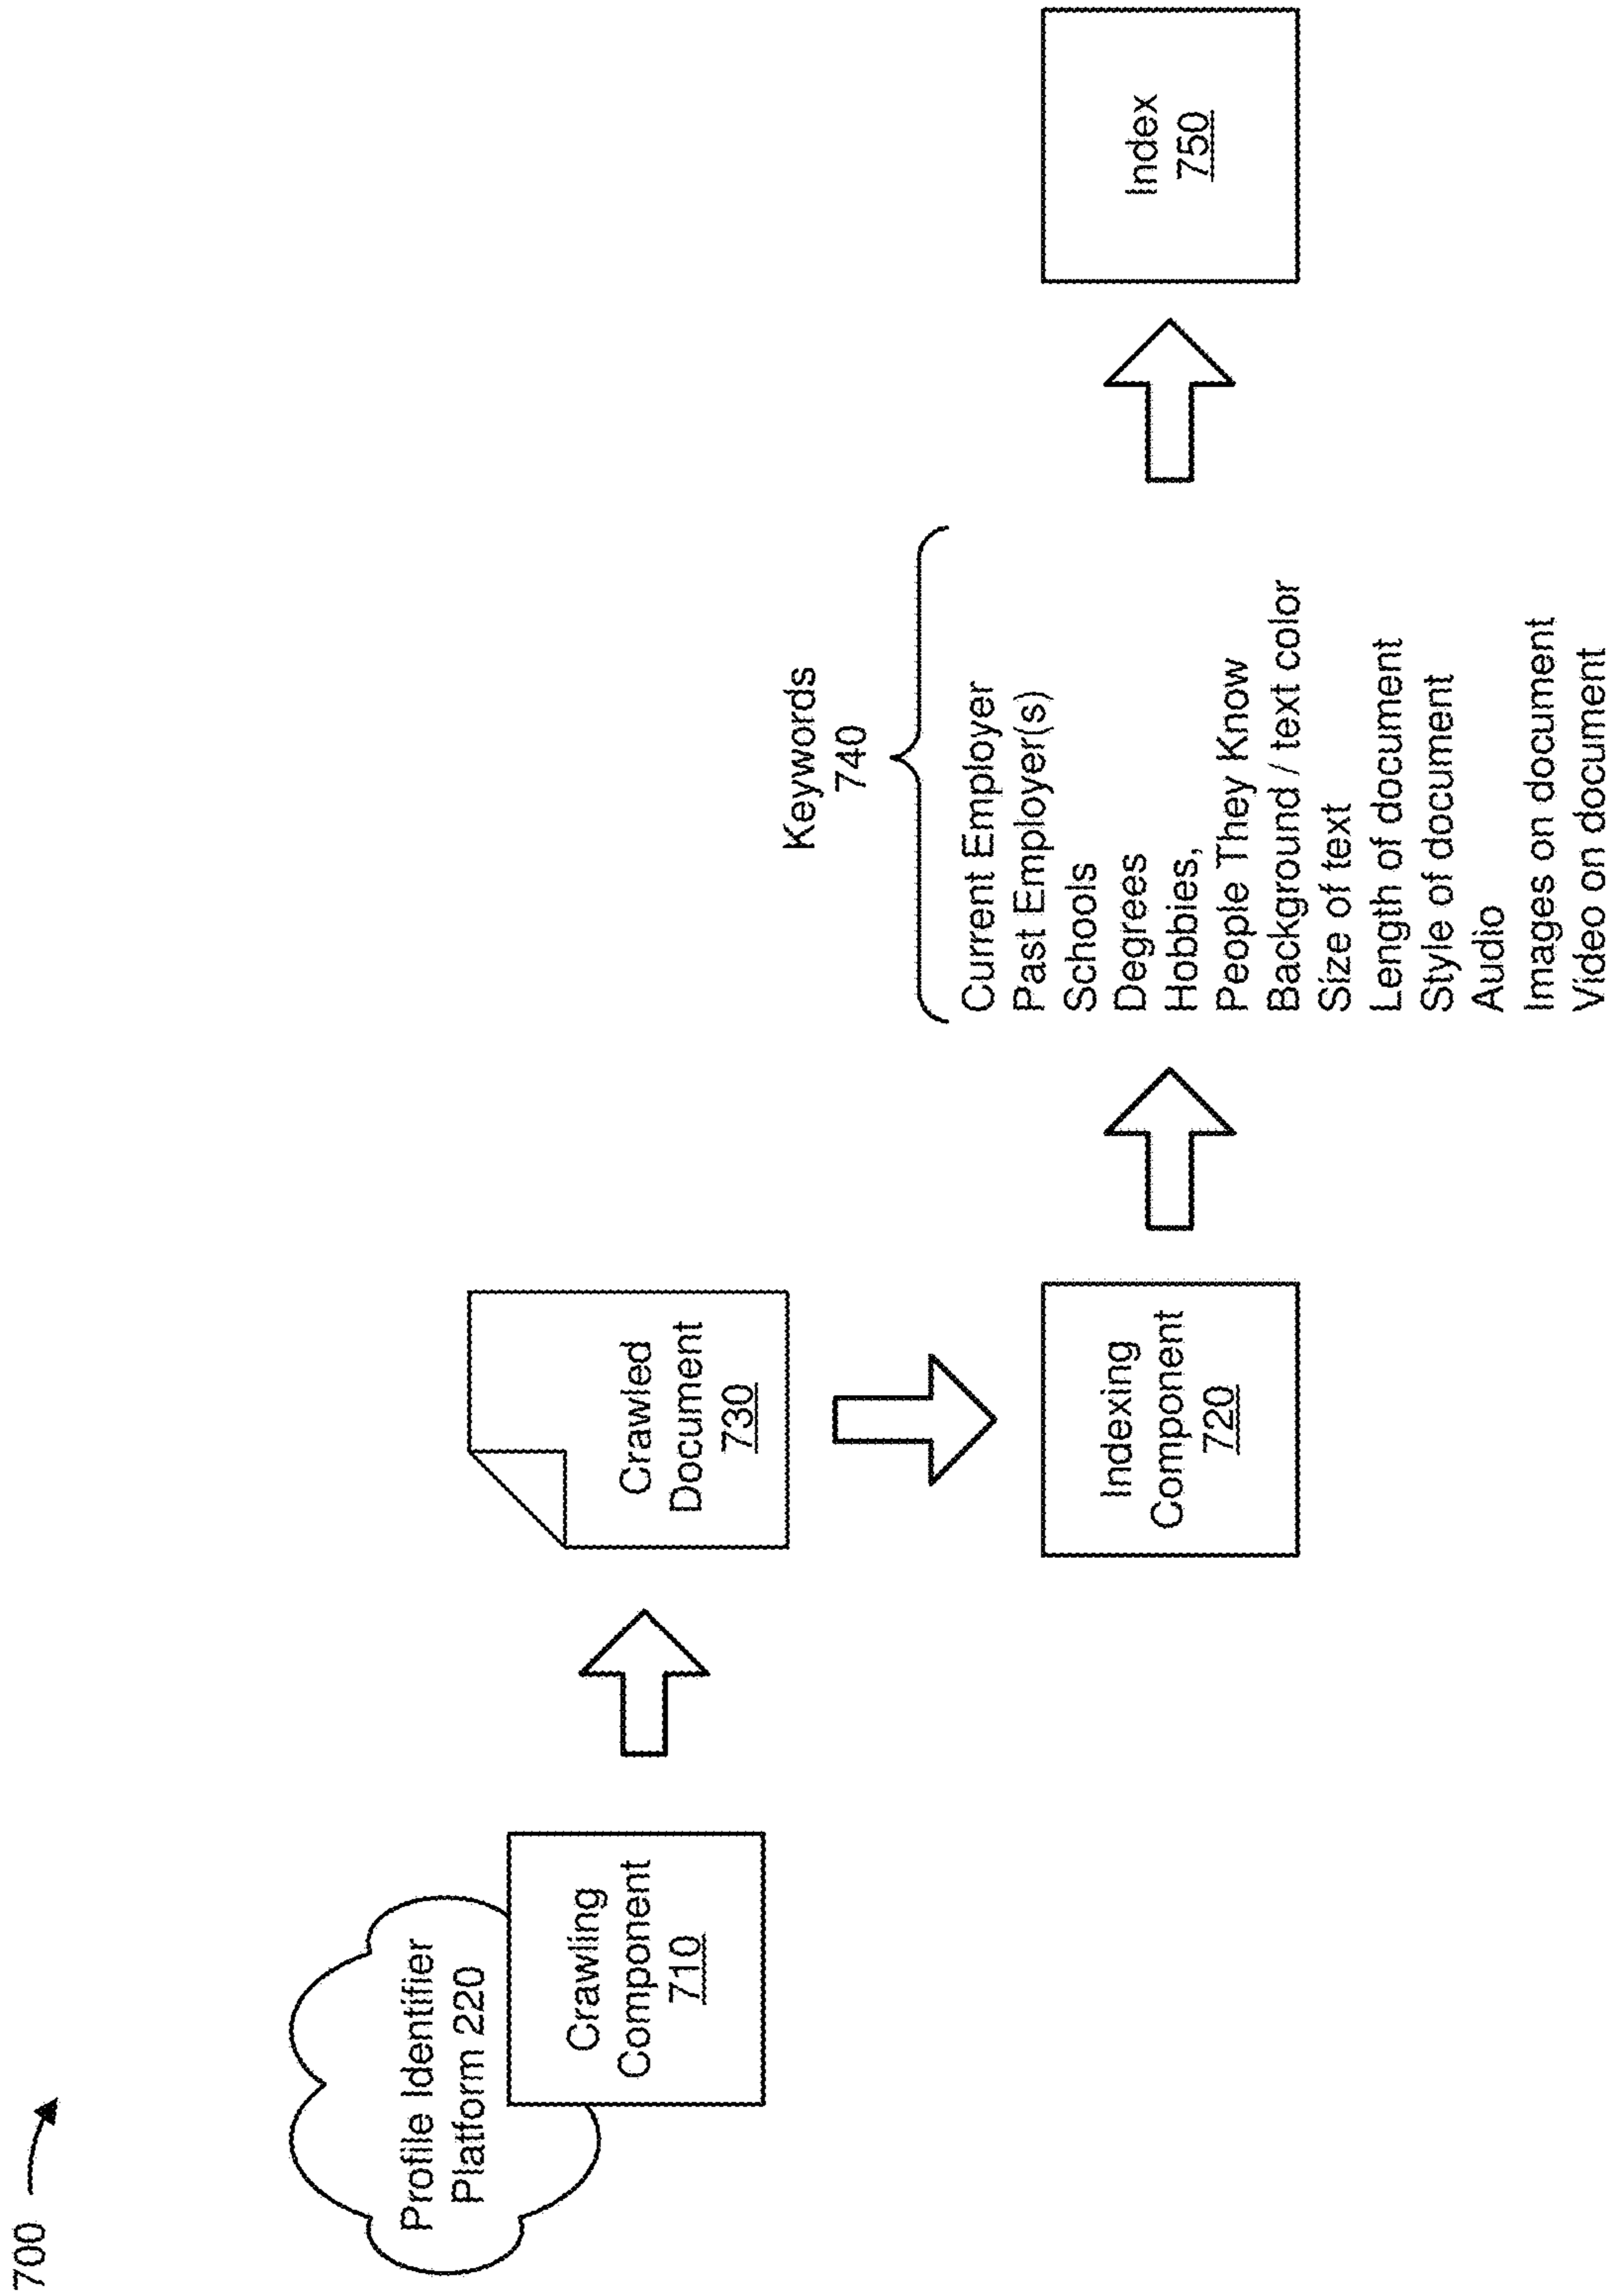 700
Profile Identifier
Platform 220
Crawling
Component
710
Crawled
Document
730
Indexing
Component
720
Keywords
740
Current Employer
Past Employer(s)
Schools
Degrees
Hobbies,
People They Know
Background / text color
Size of text
Length of document
Style of document
Audio
Images on document
Video on document
Index
750